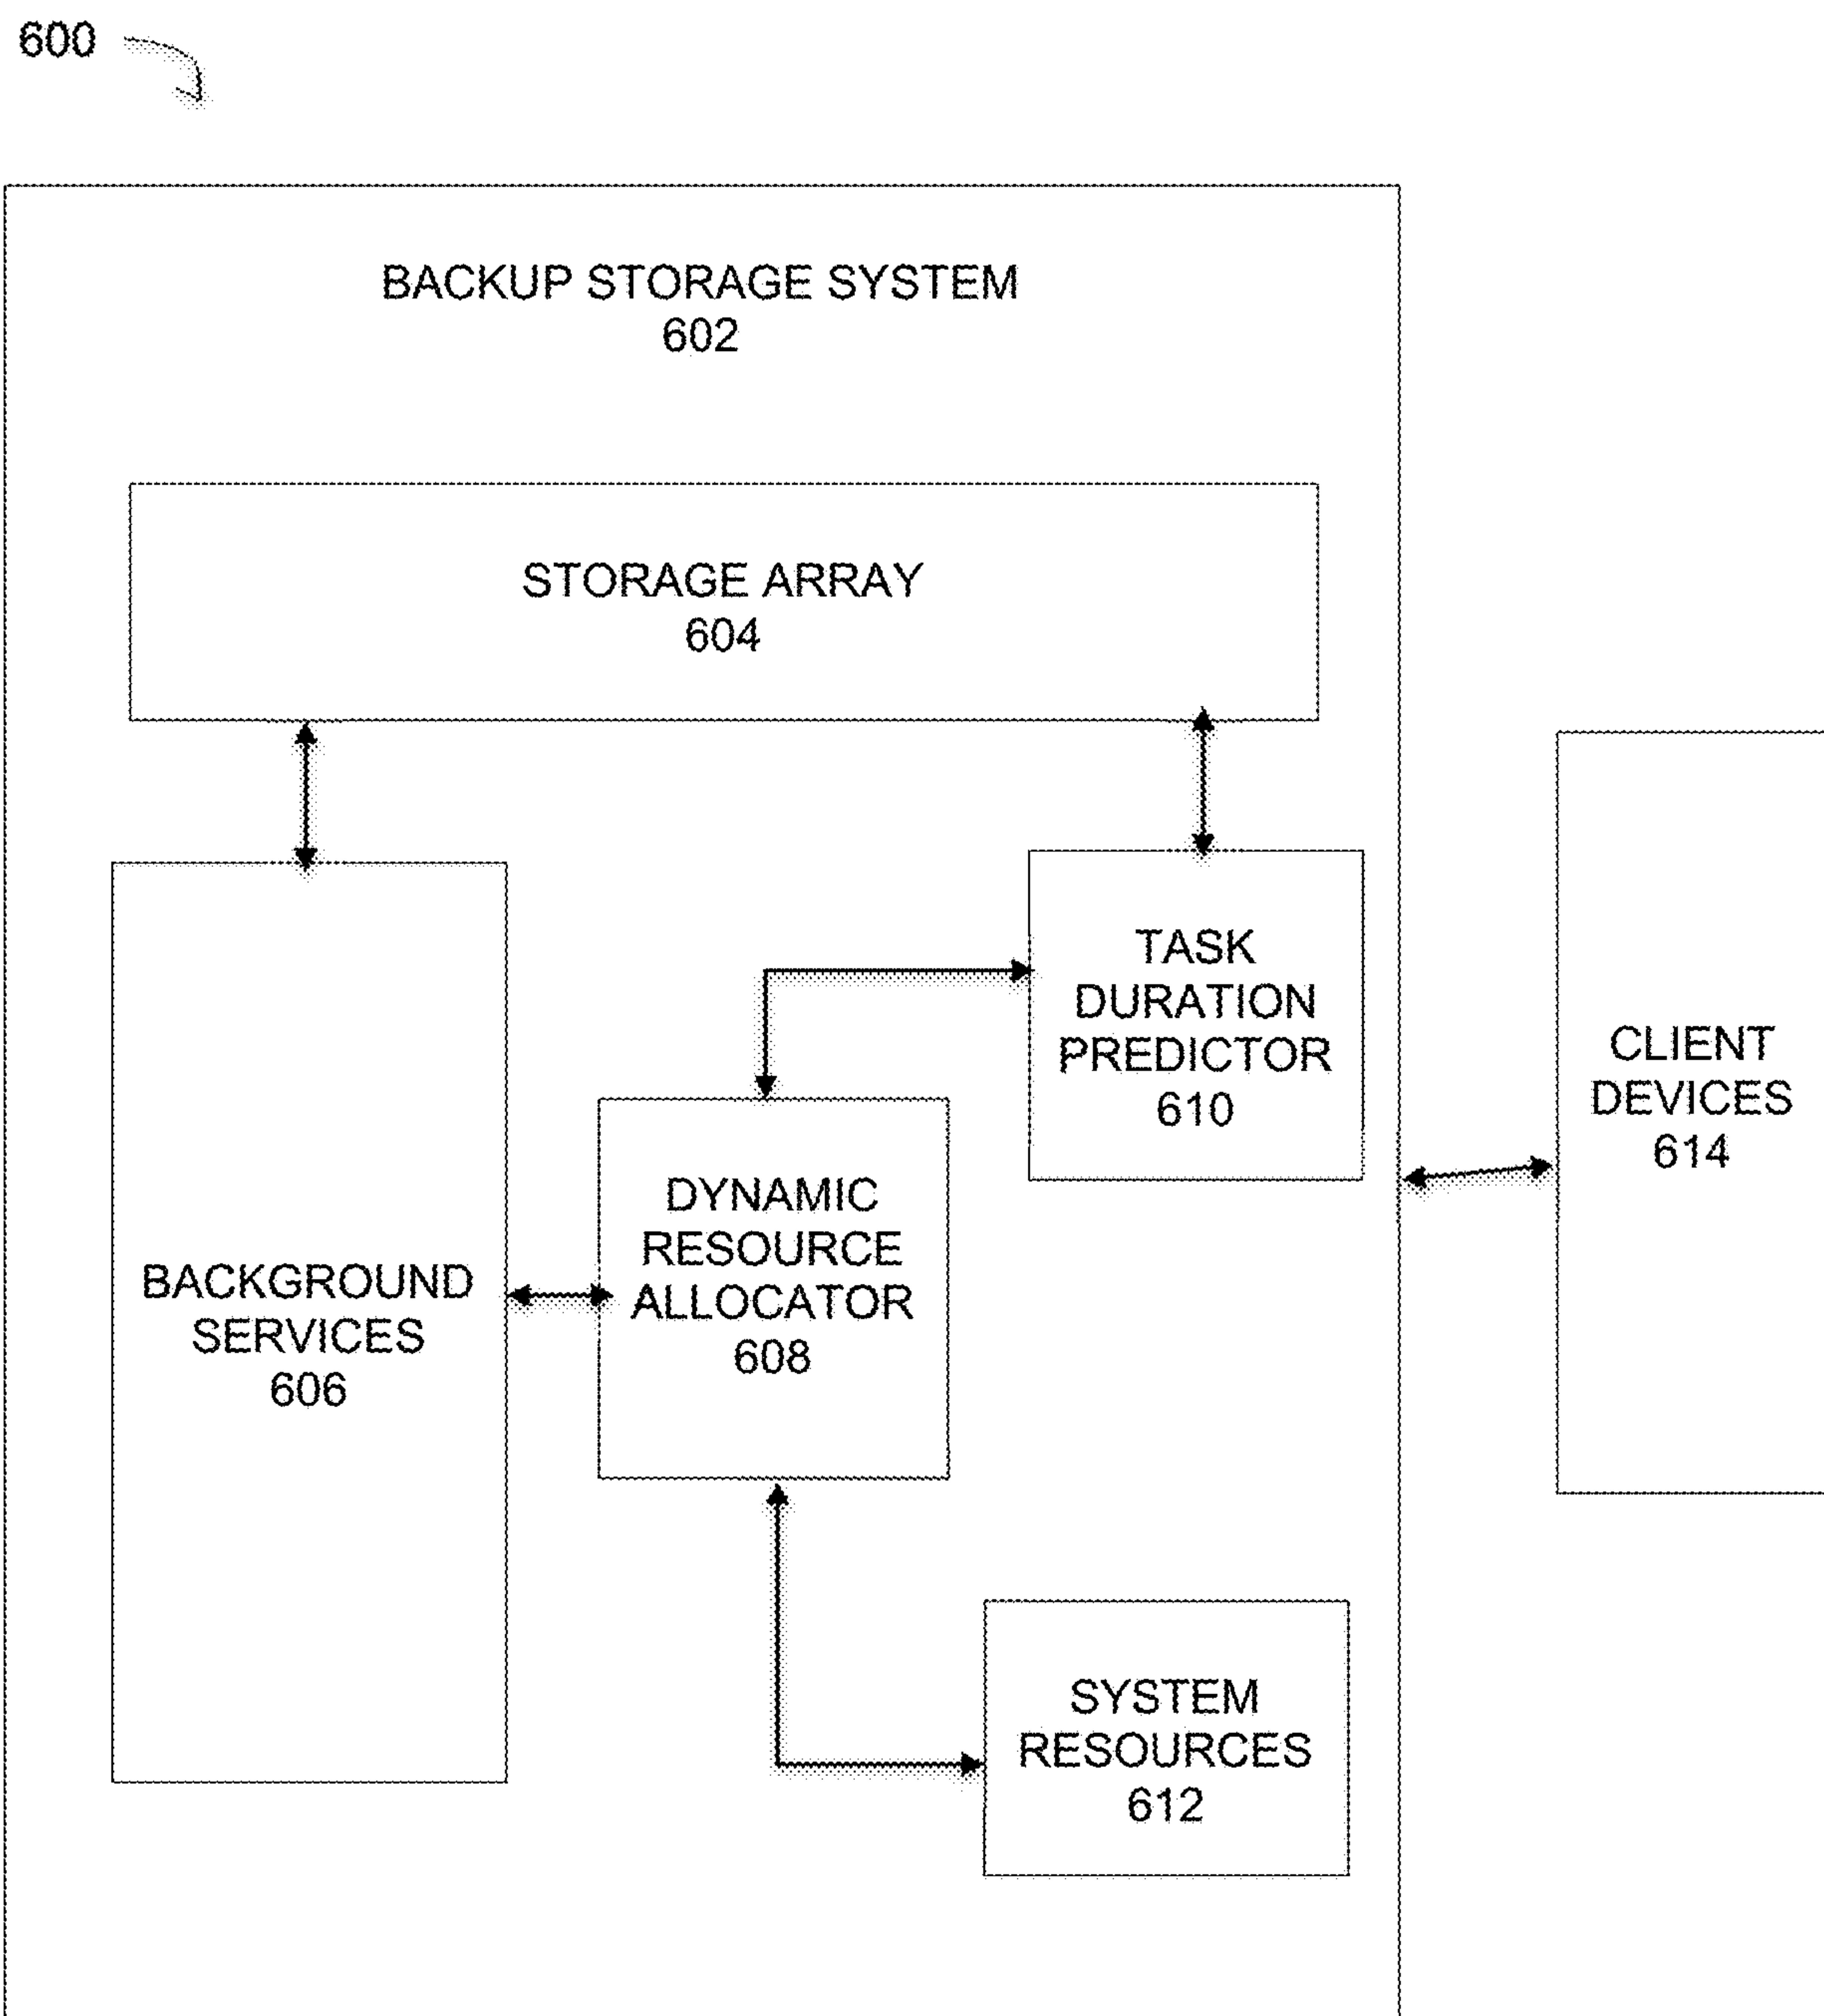 600
BACKUP STORAGE SYSTEM
602
STORAGE ARRAY
604
TASK
DURATION
PREDICTOR
610
CLIENT
DEVICES
614
DYNAMIC
RESOURCE
ALLOCATOR
608
BACKGROUND
SERVICES
606
SYSTEM
RESOURCES
612